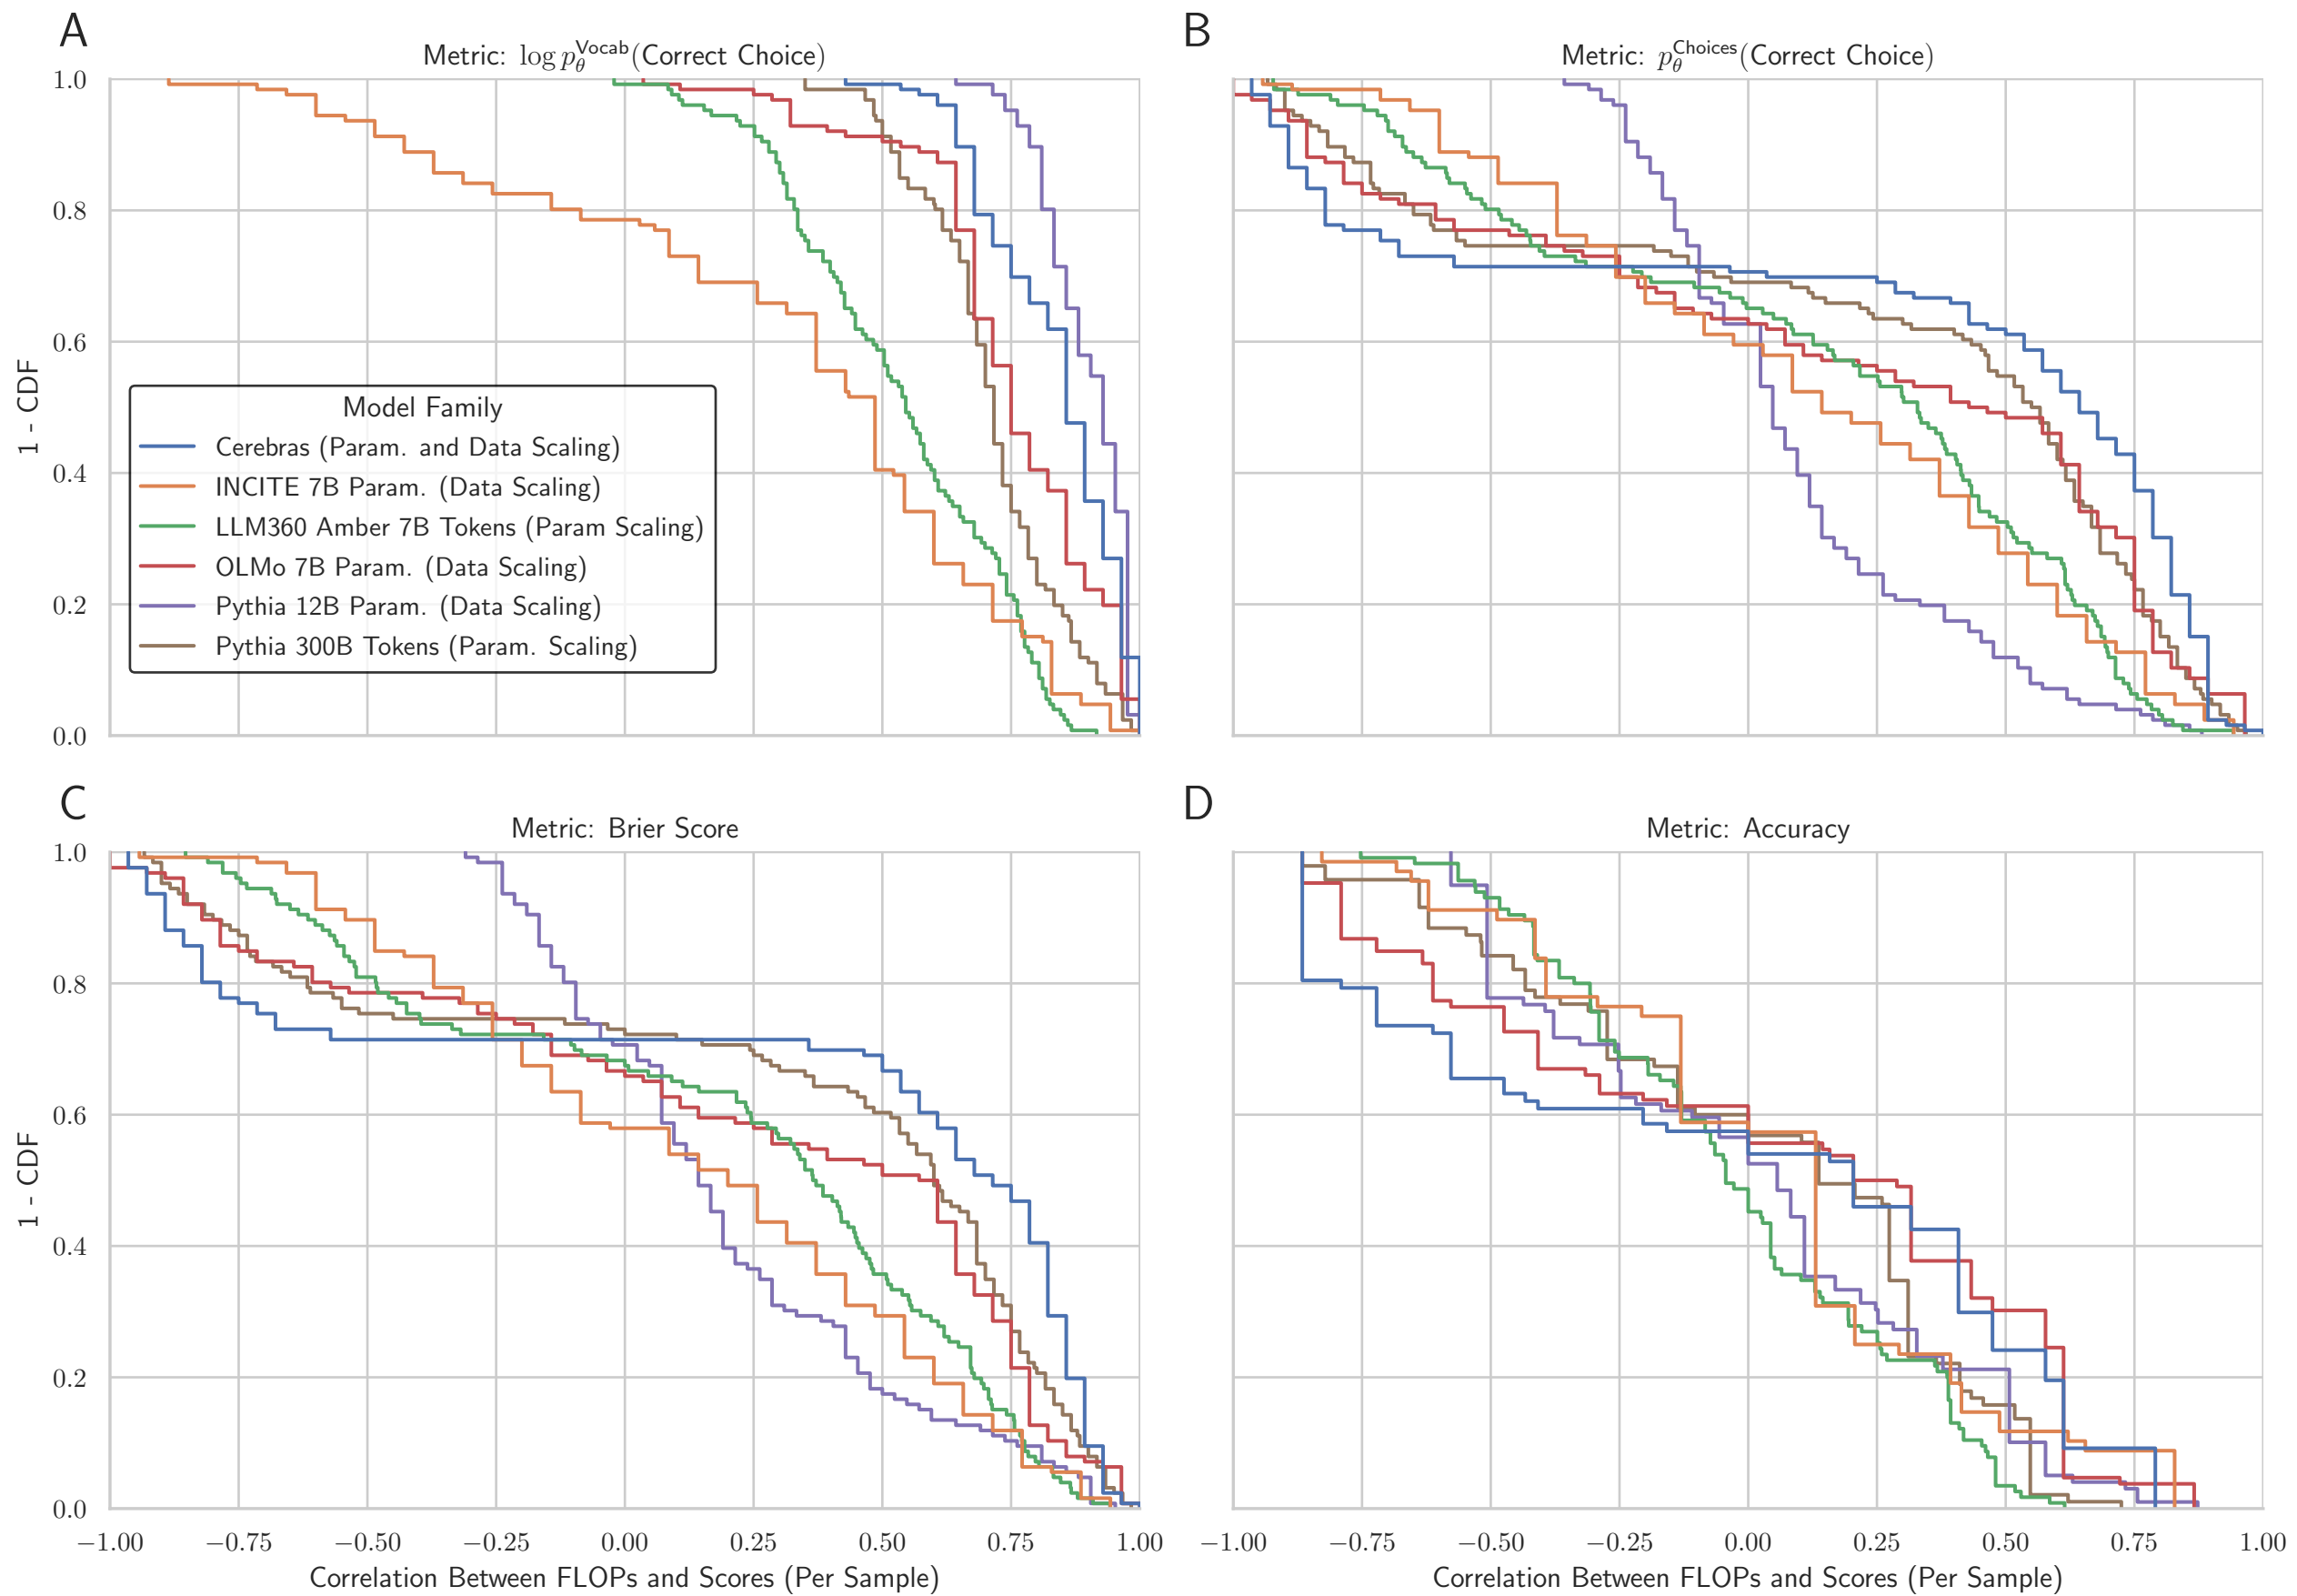 A
Metric: log p_θ^Vocab(Correct Choice)
B
Metric: p_θ^Choices(Correct Choice)
1.0
0.8
0.6
0.4
0.2
0.0
1 - CDF
Model Family
Cerebras (Param. and Data Scaling)
INCITE 7B Param. (Data Scaling)
LLM360 Amber 7B Tokens (Param Scaling)
OLMo 7B Param. (Data Scaling)
Pythia 12B Param. (Data Scaling)
Pythia 300B Tokens (Param. Scaling)
C
Metric: Brier Score
D
Metric: Accuracy
1.0
0.8
0.6
0.4
0.2
0.0
1 - CDF
−1.00 −0.75 −0.50 −0.25 0.00 0.25 0.50 0.75 1.00
Correlation Between FLOPs and Scores (Per Sample)
−1.00 −0.75 −0.50 −0.25 0.00 0.25 0.50 0.75 1.00
Correlation Between FLOPs and Scores (Per Sample)